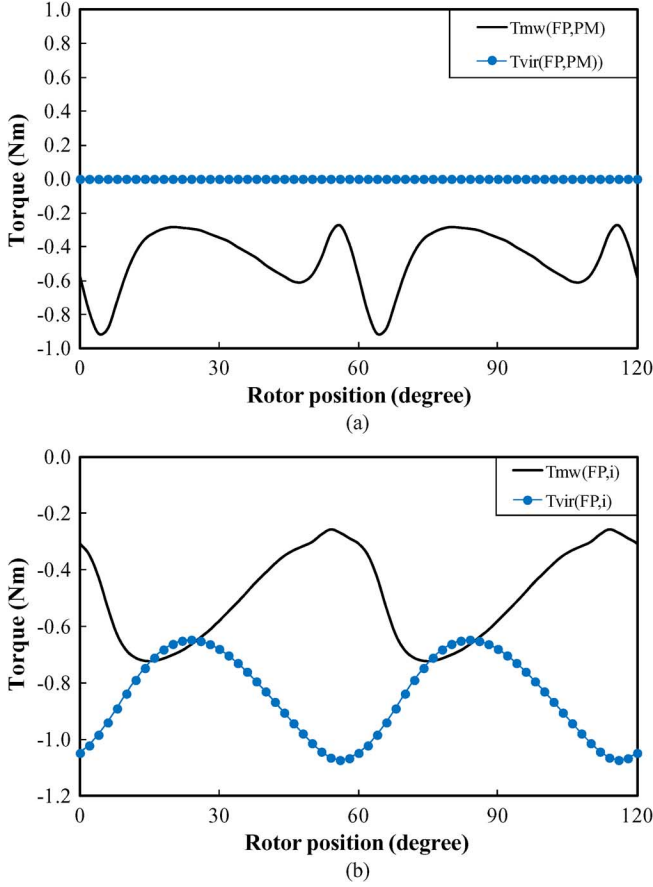 1.0
0.8
0.6
0.4
0.2
0.0
-0.2
-0.4
-0.6
-0.8
-1.0
Torque (Nm)
Tmw(FP,PM)
Tvir(FP,PM))
0 30 60 90 120
Rotor position (degree)
(a)
0.0
-0.2
-0.4
-0.6
-0.8
-1.0
-1.2
Torque (Nm)
Tmw(FP,i)
Tvir(FP,i)
0 30 60 90 120
Rotor position (degree)
(b)